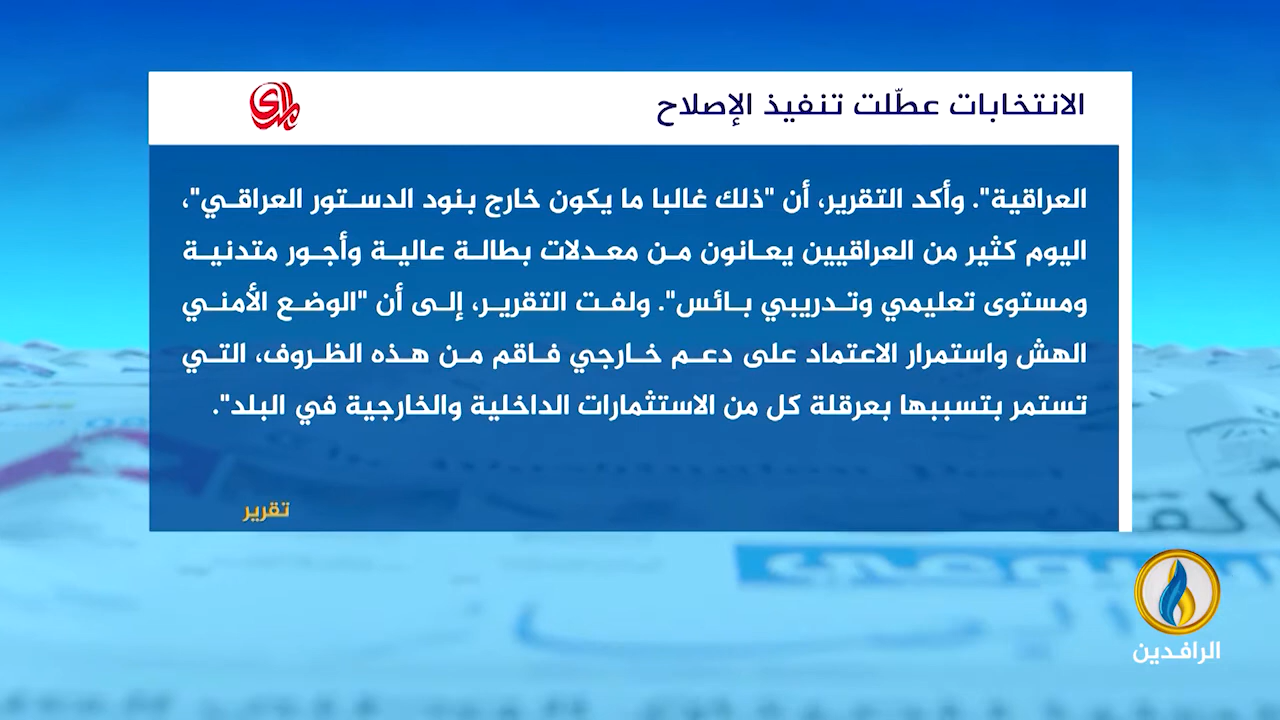 الانتخابات عطّلت تنفيذ الإصلاح
المدى
العراقية". وأكد التقرير، أن "ذلك غالبا ما يكون خارج بنود الدستور العراقي"،
اليوم كثير من العراقيين يعانون من معدلات بطالة عالية وأجور متدنية
ومستوى تعليمي وتدريبي بائس". ولفت التقرير، إلى أن "الوضع الأمني
الهش واستمرار الاعتماد على دعم خارجي فاقم من هذه الظروف، التي
تستمر بتسببها بعرقلة كل من الاستثمارات الداخلية والخارجية في البلد".
تقرير
الرافدين